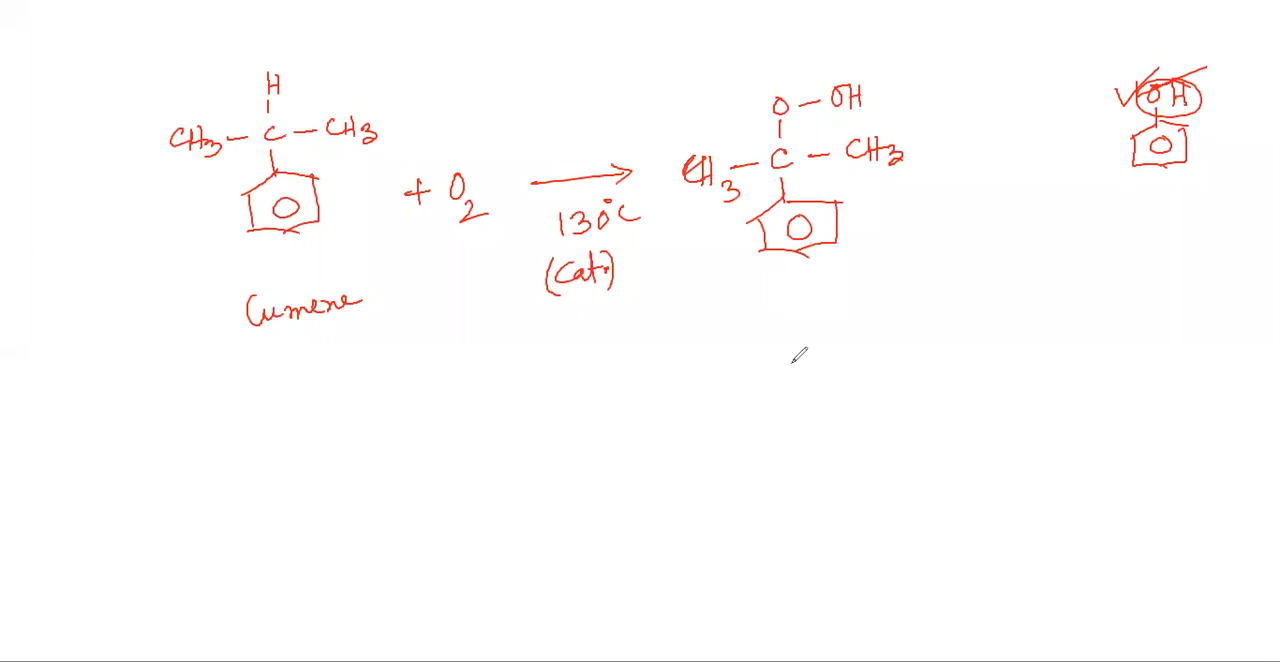 H
CH3 - C - CH3
+ O2
130°C
(Cat.)
Cumene
O - OH
CH3 - C - CH3
OH